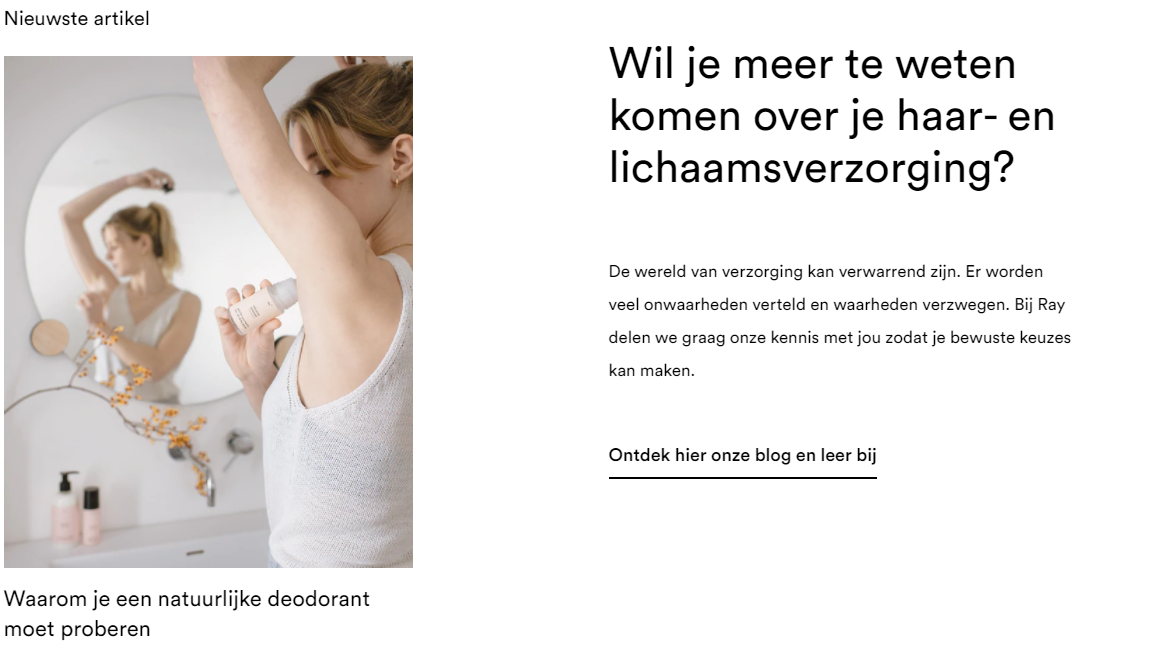 Nieuwste artikel
Waarom je een natuurlijke deodorant
moet proberen
Wil je meer te weten
komen over je haar- en
lichaamsverzorging?
De wereld van verzorging kan verwarrend zijn. Er worden
veel onwaarheden verteld en waarheden verzwegen. Bij Ray
delen we graag onze kennis met jou zodat je bewuste keuzes
kan maken.
Ontdek hier onze blog en leer bij